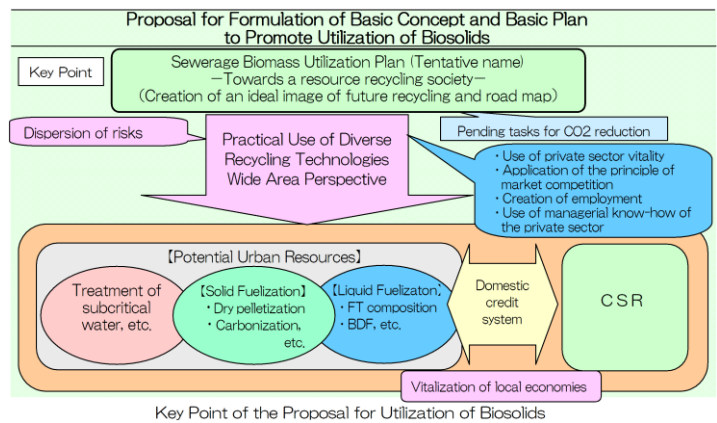 Proposal for Formulation of Basic Concept and Basic Plan
to Promote Utilization of Biosolids
Key Point
Sewerage Biomass Utilization Plan (Tentative name)
—Towards a resource recycling society—
(Creation of an ideal image of future recycling and road map)
Dispersion of risks
Practical Use of Diverse
Recycling Technologies
Wide Area Perspective
Pending tasks for CO2 reduction
・Use of private sector vitality
・Application of the principle of
market competition
・Creation of employment
・Use of managerial know-how of
the private sector
【Potential Urban Resources】
Treatment of
subcritical
water, etc.
【Solid Fuelization】
・Dry pelletization
・Carbonization,
etc.
【Liquid Fuelizaton】
・FT composition
・BDF, etc.
Domestic
credit
system
CSR
Vitalization of local economies
Key Point of the Proposal for Utilization of Biosolids